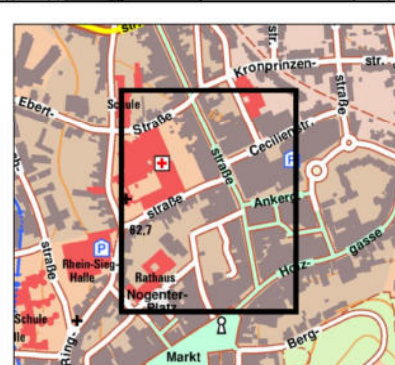 str.
Kronprinzen-
str.
straße
Ebert-
Schule
Straße
straße
Cecilienstr.
P
straße
Ankerg.
62,7
P
Rhein-Sieg-
Halle
Rathaus
Nogenter-
Platz
Holz-
gasse
straße
Schule
Ring-
Markt
Berg-